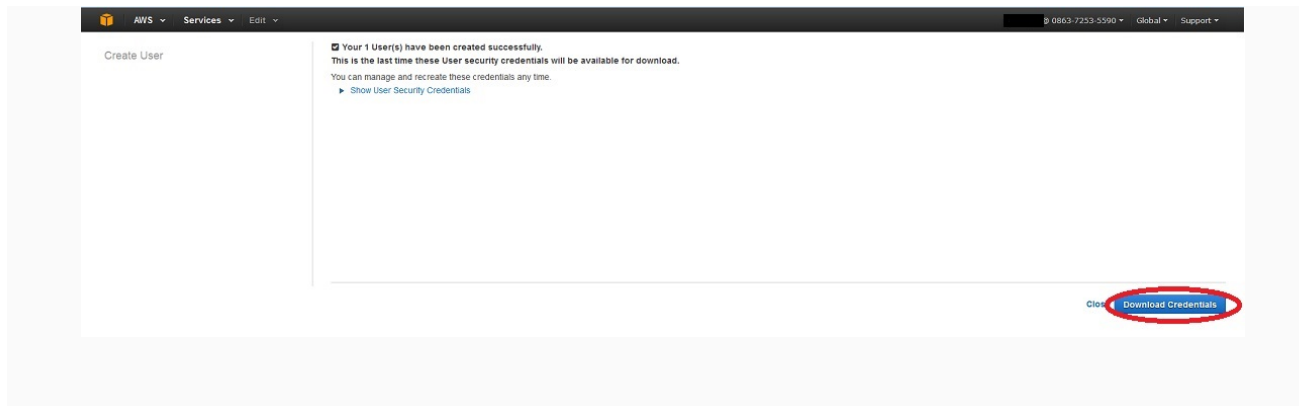 AWS Services Edit @ 0863-7253-5590 Global Support
Create User
Your 1 User(s) have been created successfully.
This is the last time these User security credentials will be available for download.
You can manage and recreate these credentials any time.
Show User Security Credentials
Clos Download Credentials